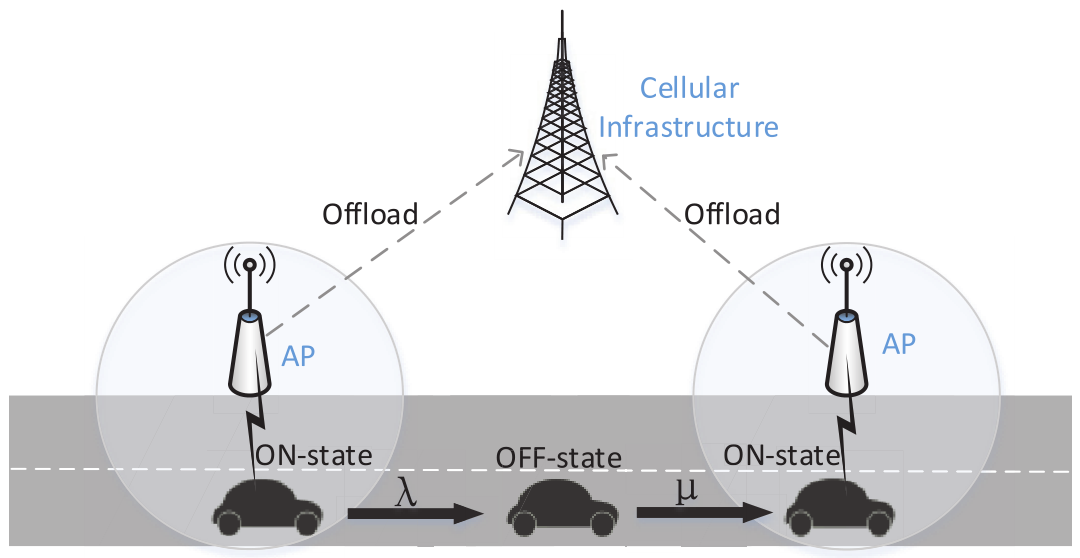 Cellular
Infrastructure
Offload
Offload
AP
AP
ON-state
OFF-state
ON-state
λ
μ